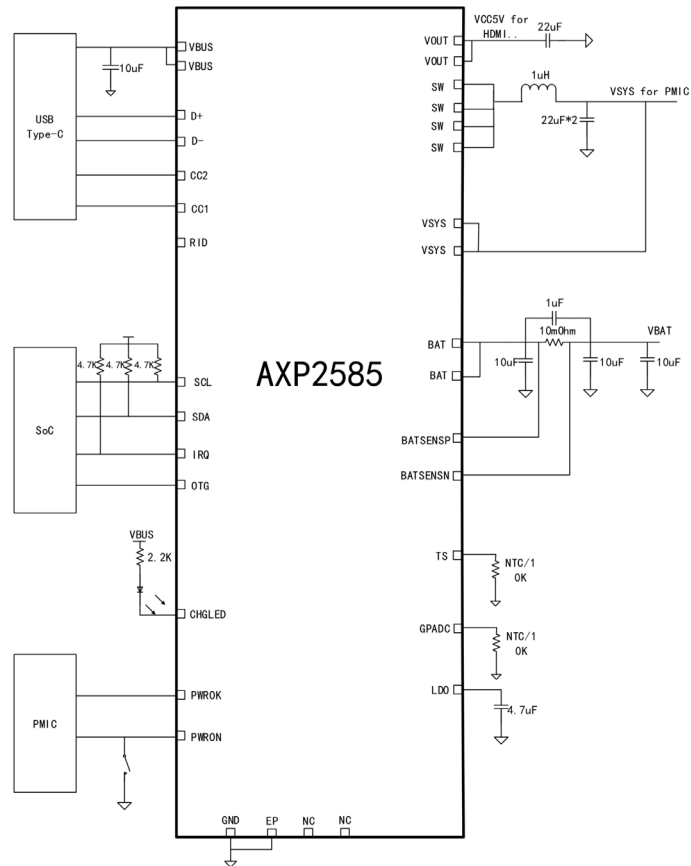 VBUS
VBUS
10uF
USB
Type-C
D+
D-
CC2
CC1
RID
4.7K
4.7K
4.7K
SoC
SCL
SDA
IRQ
OTG
VBUS
2.2K
CHGLED
PMIC
PWROK
PWRON
AXP2585
VCC5V for
HDMI..
22uF
VOUT
VOUT
SW
SW
SW
SW
1uH
VSYS for PMIC
22uF*2
VSYS
VSYS
1uF
10mOhm
VBAT
BAT
BAT
10uF
10uF
10uF
BATSENSP
BATSENSN
TS
NTC/1
0K
GPADC
NTC/1
0K
LDO
4.7uF
GND
EP
NC
NC